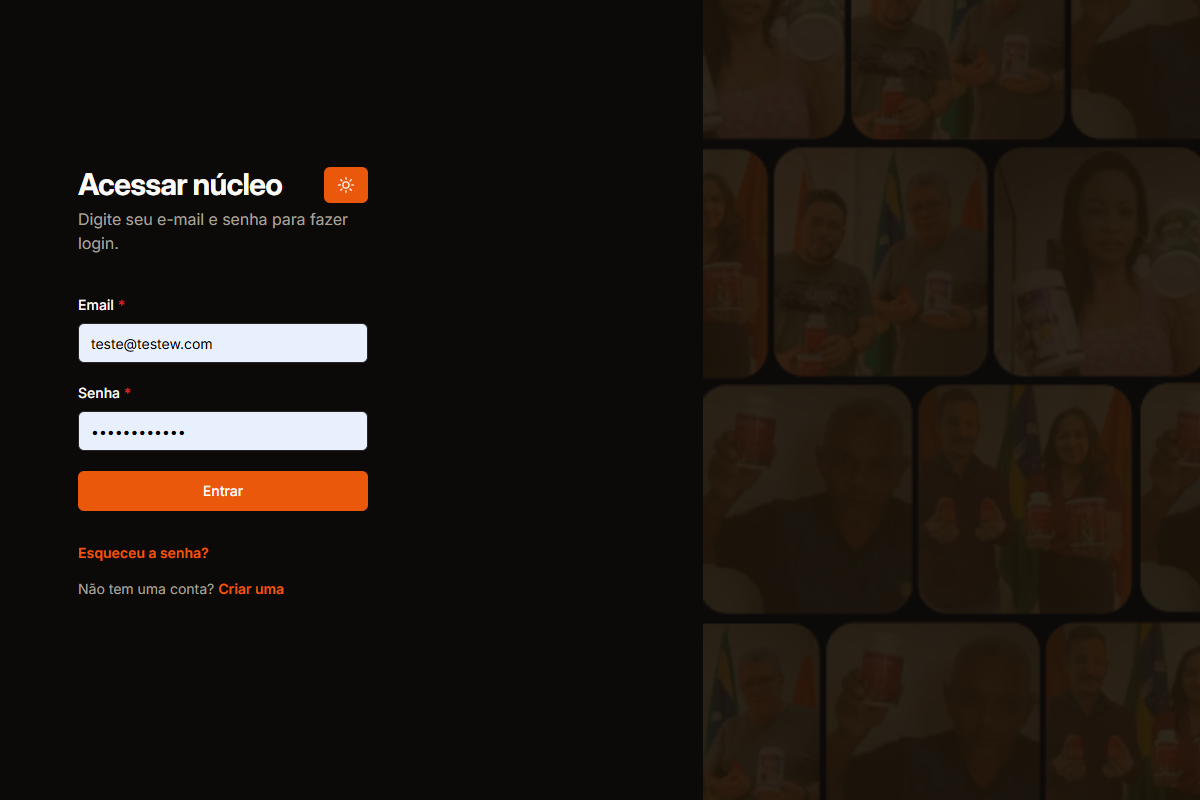 Acessar núcleo
Digite seu e-mail e senha para fazer
login.
Email *
teste@testew.com
Senha *
••••••••••••
Entrar
Esqueceu a senha?
Não tem uma conta? Criar uma